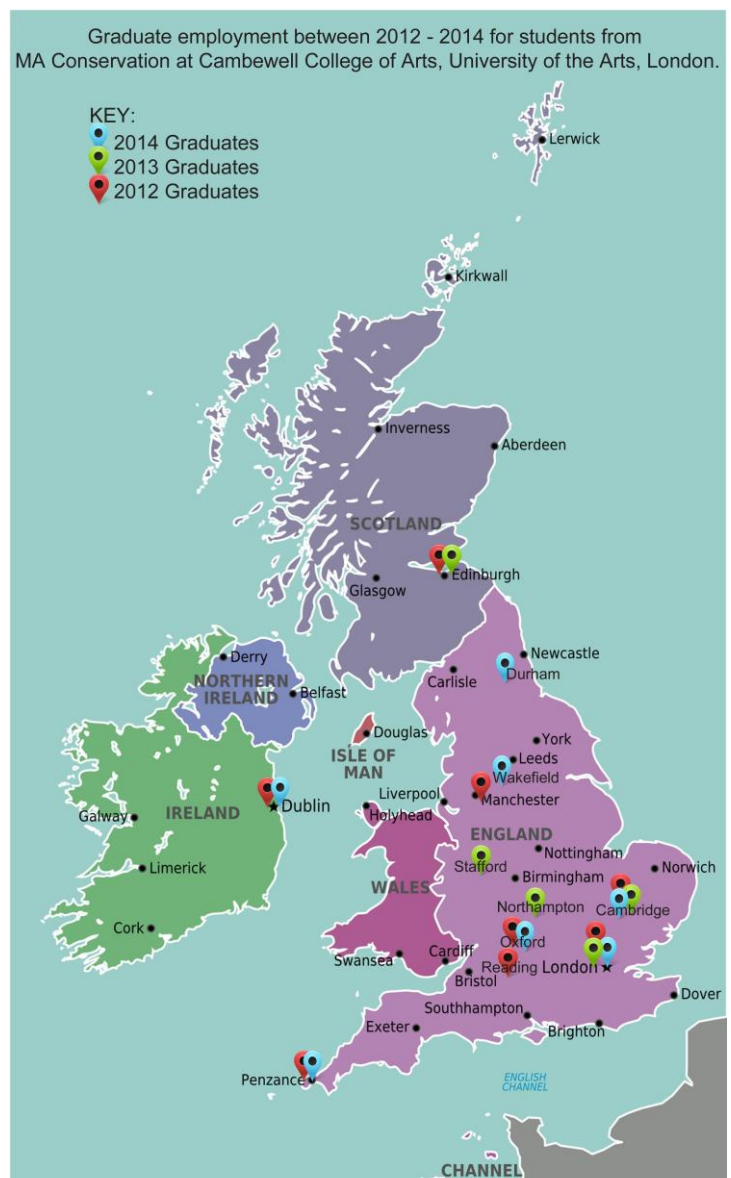 Graduate employment between 2012 - 2014 for students from
MA Conservation at Cambewell College of Arts, University of the Arts, London.
KEY:
2014 Graduates
2013 Graduates
2012 Graduates
Lerwick
Kirkwall
Inverness
Aberdeen
SCOTLAND
Edinburgh
Glasgow
Newcastle
Derry
Durham
Carlisle
NORTHERN
IRELAND
Belfast
Douglas
York
ISLE OF
MAN
Leeds
Wakefield
Liverpool
Manchester
Dublin
Holyhead
IRELAND
Galway
ENGLAND
Nottingham
Stafford
Limerick
Norwich
Birmingham
WALES
Northampton
Cambridge
Cork
Oxford
Cardiff
Swansea
Reading
London
Bristol
Dover
Southhampton
Exeter
Brighton
Penzance
ENGLISH
CHANNEL
CHANNEL